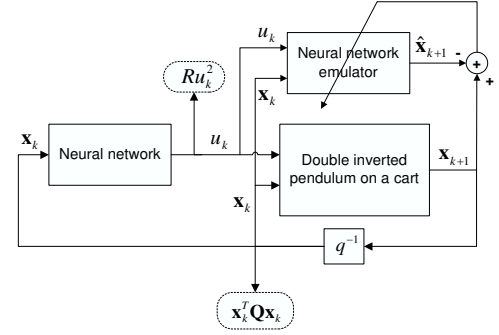 u_k
Neural network
emulator
x̂_{k+1}
-
+
+
Ru_k^2
x_k
x_k
Neural network
u_k
Double inverted
pendulum on a cart
x_{k+1}
x_k
q^{-1}
x_k^T Q x_k